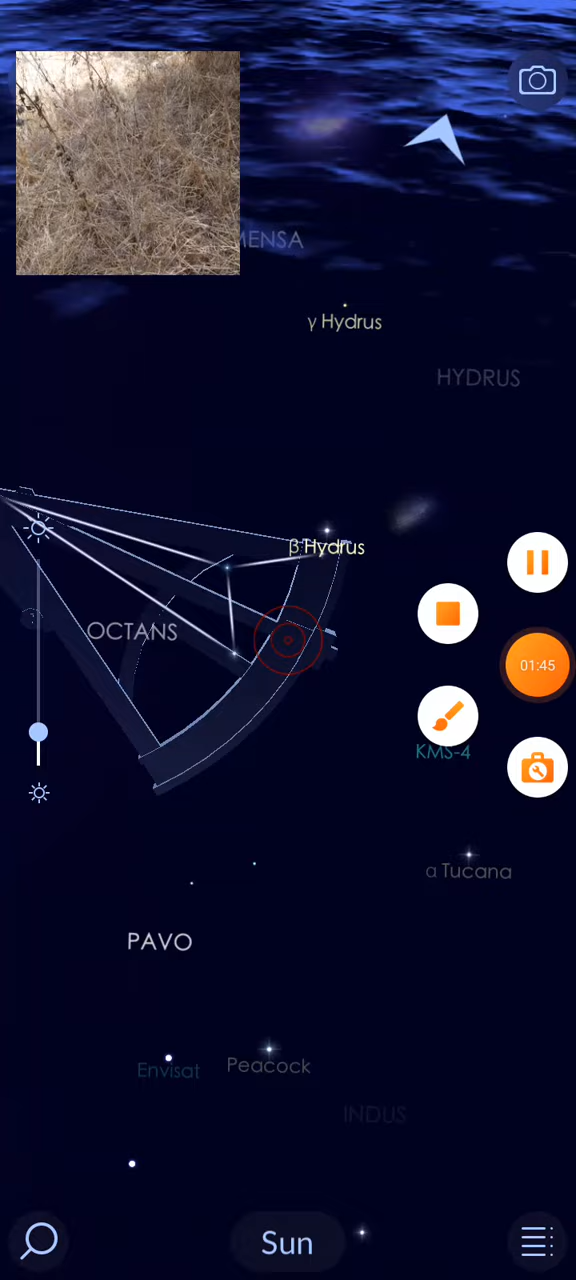 MENSA
γ Hydrus
HYDRUS
β Hydrus
OCTANS
01:45
KMS-4
α Tucana
PAVO
Envisat
Peacock
INDUS
Sun